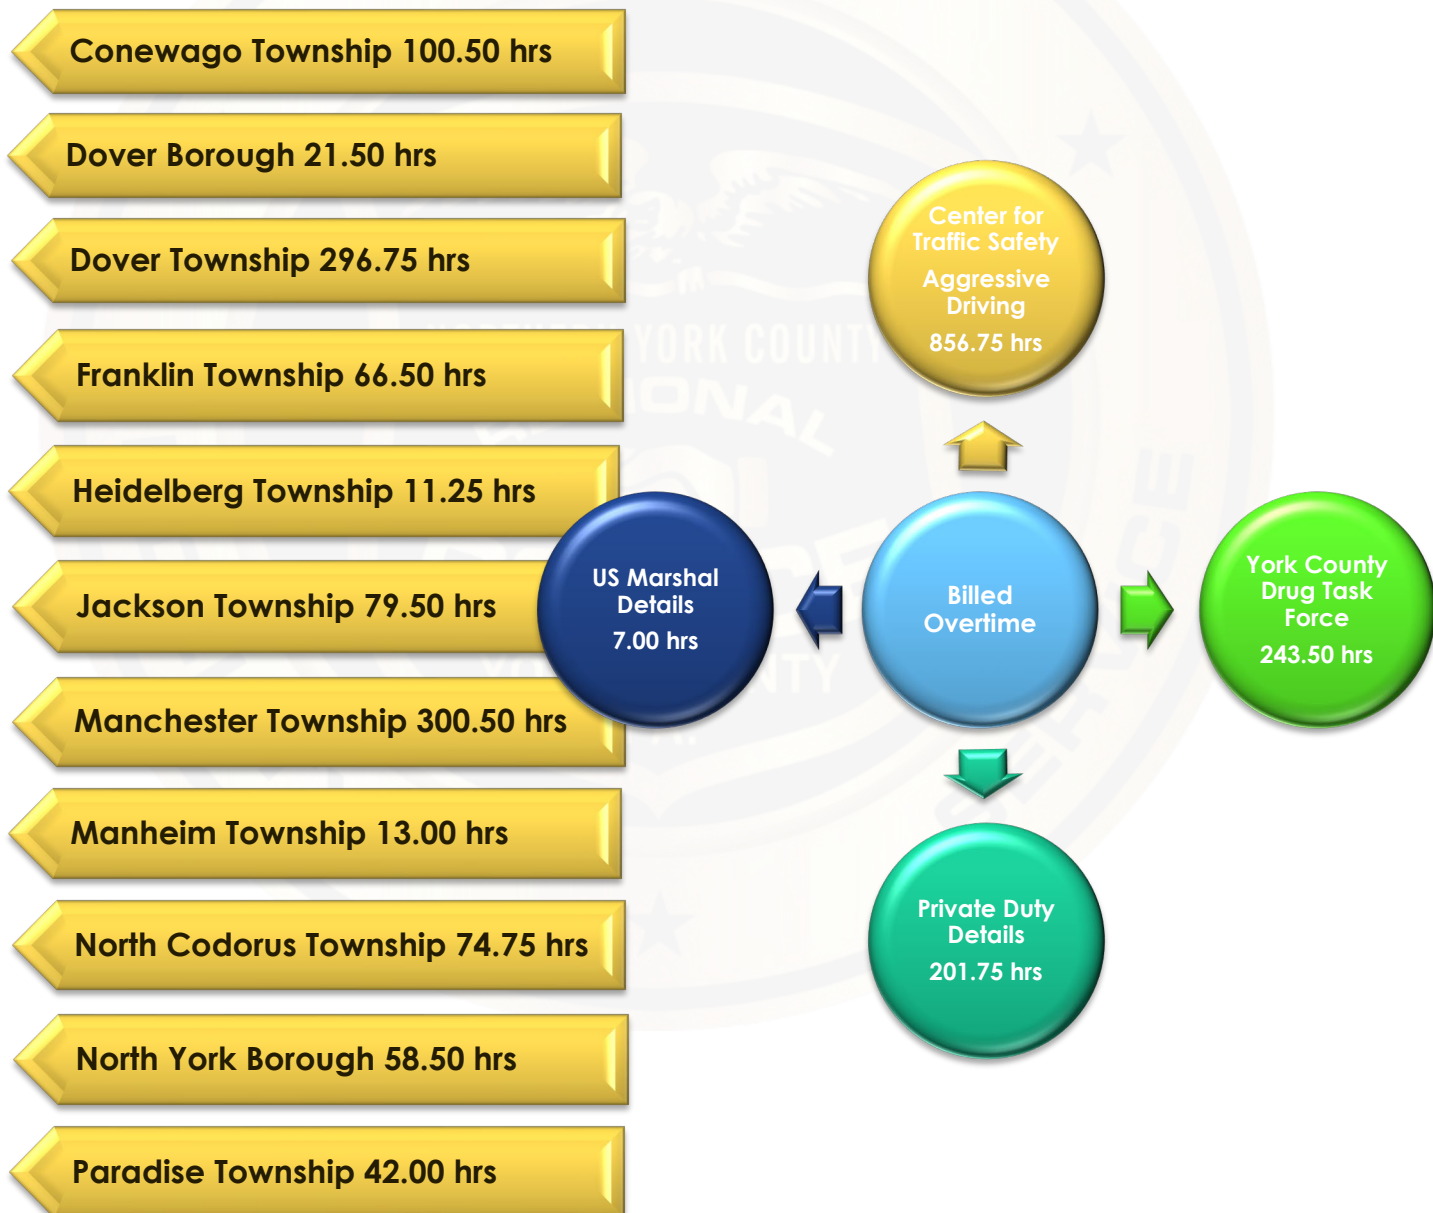 Conewago Township 100.50 hrs
Dover Borough 21.50 hrs
Dover Township 296.75 hrs
Franklin Township 66.50 hrs
Heidelberg Township 11.25 hrs
Jackson Township 79.50 hrs
Manchester Township 300.50 hrs
Manheim Township 13.00 hrs
North Codorus Township 74.75 hrs
North York Borough 58.50 hrs
Paradise Township 42.00 hrs
Center for
Traffic Safety
Aggressive
Driving
856.75 hrs
US Marshal
Details
7.00 hrs
Billed
Overtime
York County
Drug Task
Force
243.50 hrs
Private Duty
Details
201.75 hrs
YORK COUNTY
SERVICE